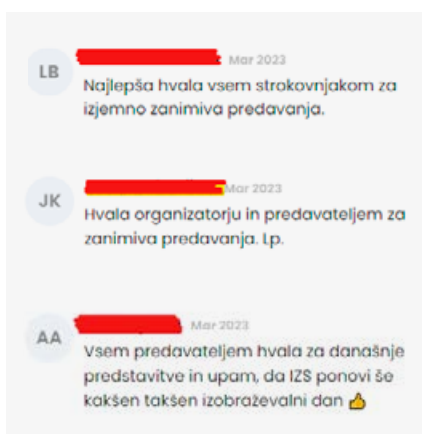 LB
Mar 2023
Najlepša hvala vsem strokovnjakom za
izjemno zanimiva predavanja.
JK
Mar 2023
Hvala organizatorju in predavateljem za
zanimiva predavanja. Lp.
AA
Mar 2023
Vsem predavateljem hvala za današnje
predstavitve in upam, da IZS ponovi še
kakšen takšen izobraževalni dan 👍